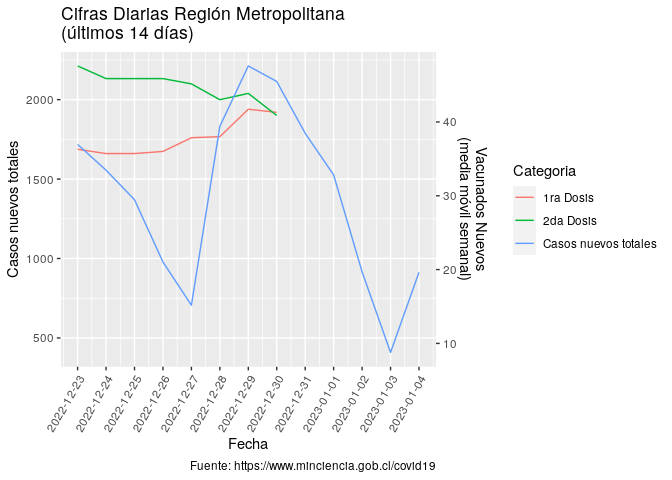 Cifras Diarias Región Metropolitana
(últimos 14 días)
Casos nuevos totales
2000
1500
1000
500
40
30
20
10
Vacunados Nuevos
(media móvil semanal)
2022-12-23
2022-12-24
2022-12-25
2022-12-26
2022-12-27
2022-12-28
2022-12-29
2022-12-30
2022-12-31
2023-01-01
2023-01-02
2023-01-03
2023-01-04
Fecha
Categoria
1ra Dosis
2da Dosis
Casos nuevos totales
Fuente: https://www.minciencia.gob.cl/covid19